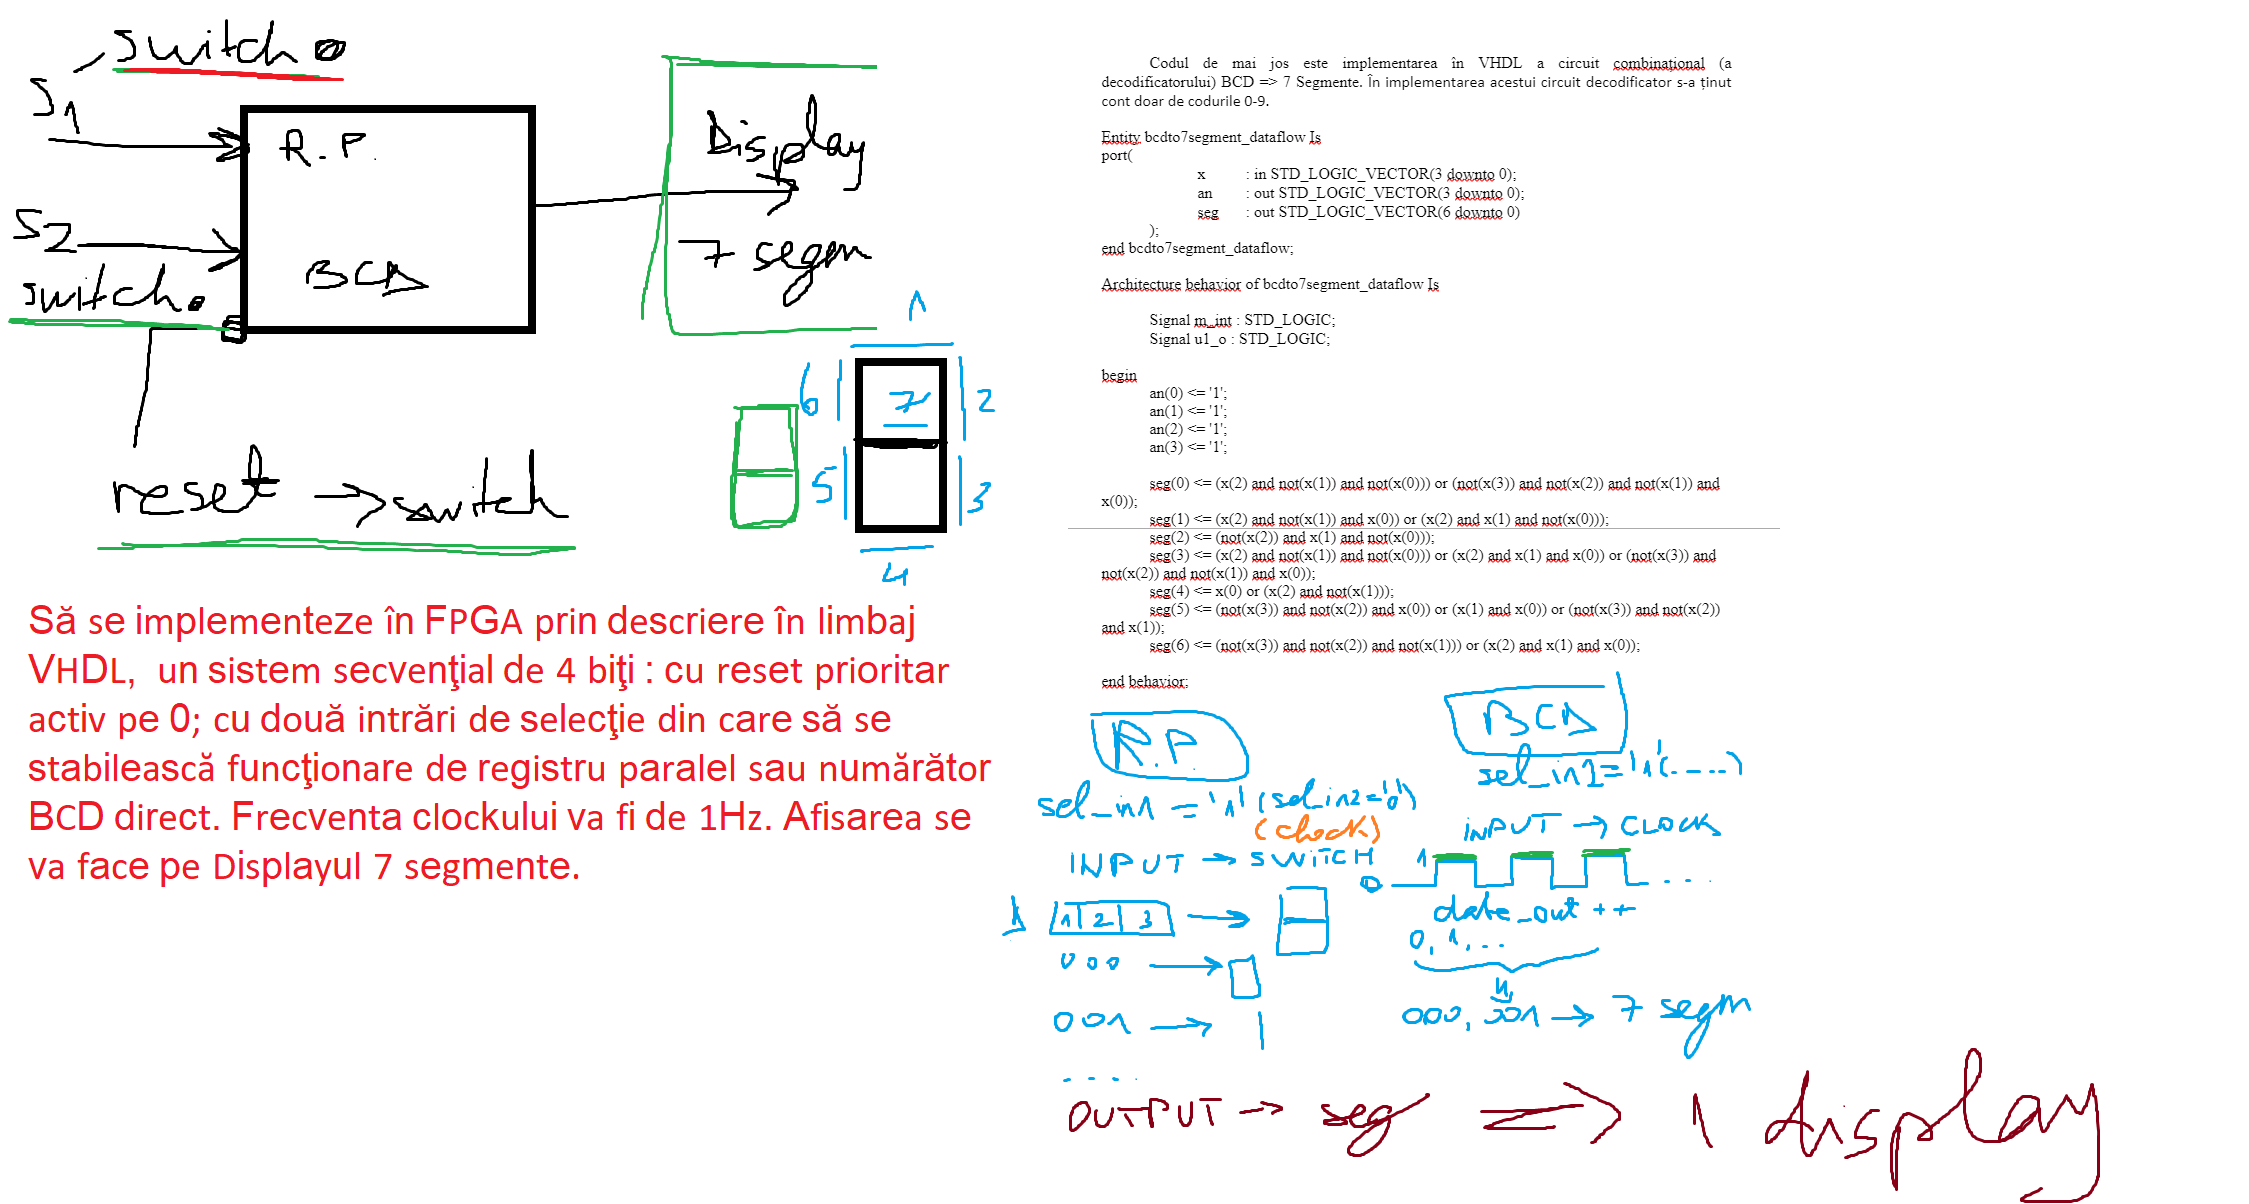 switch
S1
R.P.
Display
S2
7 segm
switch
BCD
1
6
7
2
5
3
4
reset → switch
Să se implementeze în FPGA prin descriere în limbaj
VHDL, un sistem secvenţial de 4 biţi : cu reset prioritar
activ pe 0; cu două intrări de selecţie din care să se
stabilească funcţionare de registru paralel sau numărător
BCD direct. Frecventa clockului va fi de 1Hz. Afisarea se
va face pe Displayul 7 segmente.
Codul de mai jos este implementarea în VHDL a circuit combinațional (a
decodificatorului) BCD => 7 Segmente. În implementarea acestui circuit decodificator s-a ținut
cont doar de codurile 0-9.
Entity bcdto7segment_dataflow Is
port(
x : in STD_LOGIC_VECTOR(3 downto 0);
an : out STD_LOGIC_VECTOR(3 downto 0);
seg : out STD_LOGIC_VECTOR(6 downto 0)
);
end bcdto7segment_dataflow;
Architecture behavior of bcdto7segment_dataflow Is
Signal m_int : STD_LOGIC;
Signal u1_o : STD_LOGIC;
begin
an(0) <= '1';
an(1) <= '1';
an(2) <= '1';
an(3) <= '1';
seg(0) <= (x(2) and not(x(1)) and not(x(0))) or (not(x(3)) and not(x(2)) and not(x(1)) and
x(0));
seg(1) <= (x(2) and not(x(1)) and x(0)) or (x(2) and x(1) and not(x(0)));
seg(2) <= (not(x(2)) and x(1) and not(x(0)));
seg(3) <= (x(2) and not(x(1)) and not(x(0))) or (x(2) and x(1) and x(0)) or (not(x(3)) and
not(x(2)) and not(x(1)) and x(0));
seg(4) <= x(0) or (x(2) and not(x(1)));
seg(5) <= (not(x(3)) and not(x(2)) and x(0)) or (x(1) and x(0)) or (not(x(3)) and not(x(2))
and x(1));
seg(6) <= (not(x(3)) and not(x(2)) and not(x(1))) or (x(2) and x(1) and x(0));
end behavior;
R.P.
sel_in1 = '1' (sel_in2='0')
(clock)
INPUT → SWITCH
1 2 3 →
000 →
001 → |
....
BCD
sel_in2='1'(....)
INPUT → CLOCK
1
0 ...
date_out ++
0, 1, ...
000, 001 → 7 segm
OUTPUT → seg => 1 display